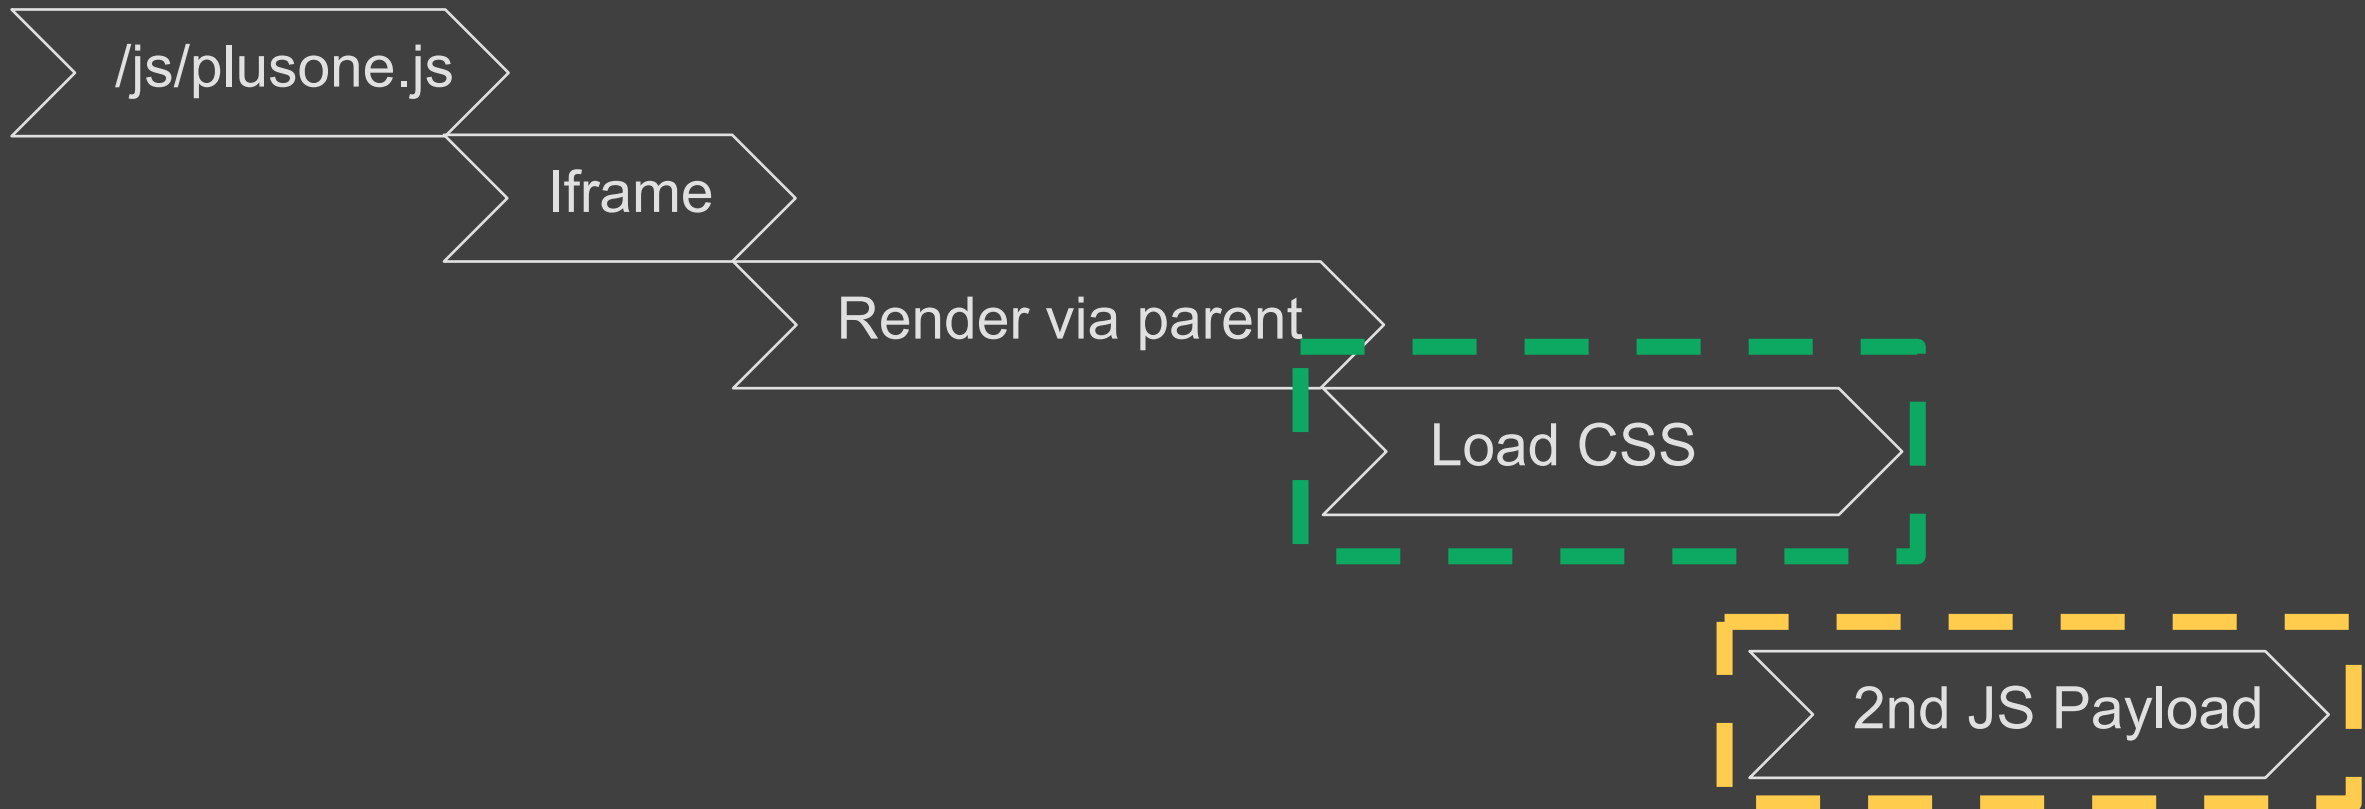 /js/plusone.js
Iframe
Render via parent
Load CSS
2nd JS Payload